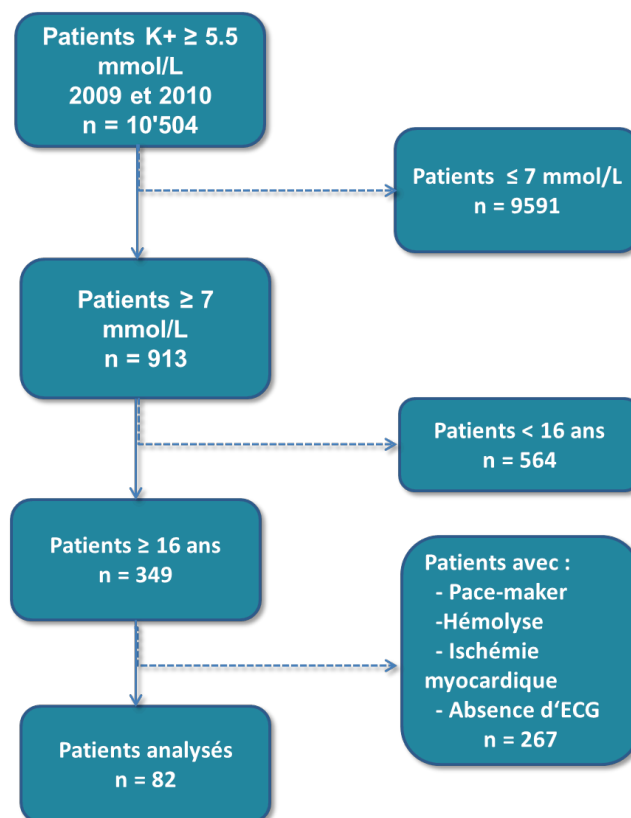 Patients K+ ≥ 5.5
mmol/L
2009 et 2010
n = 10'504
Patients ≤ 7 mmol/L
n = 9591
Patients ≥ 7
mmol/L
n = 913
Patients < 16 ans
n = 564
Patients ≥ 16 ans
n = 349
Patients avec :
- Pace-maker
-Hémolyse
- Ischémie
myocardique
- Absence d‘ECG
n = 267
Patients analysés
n = 82